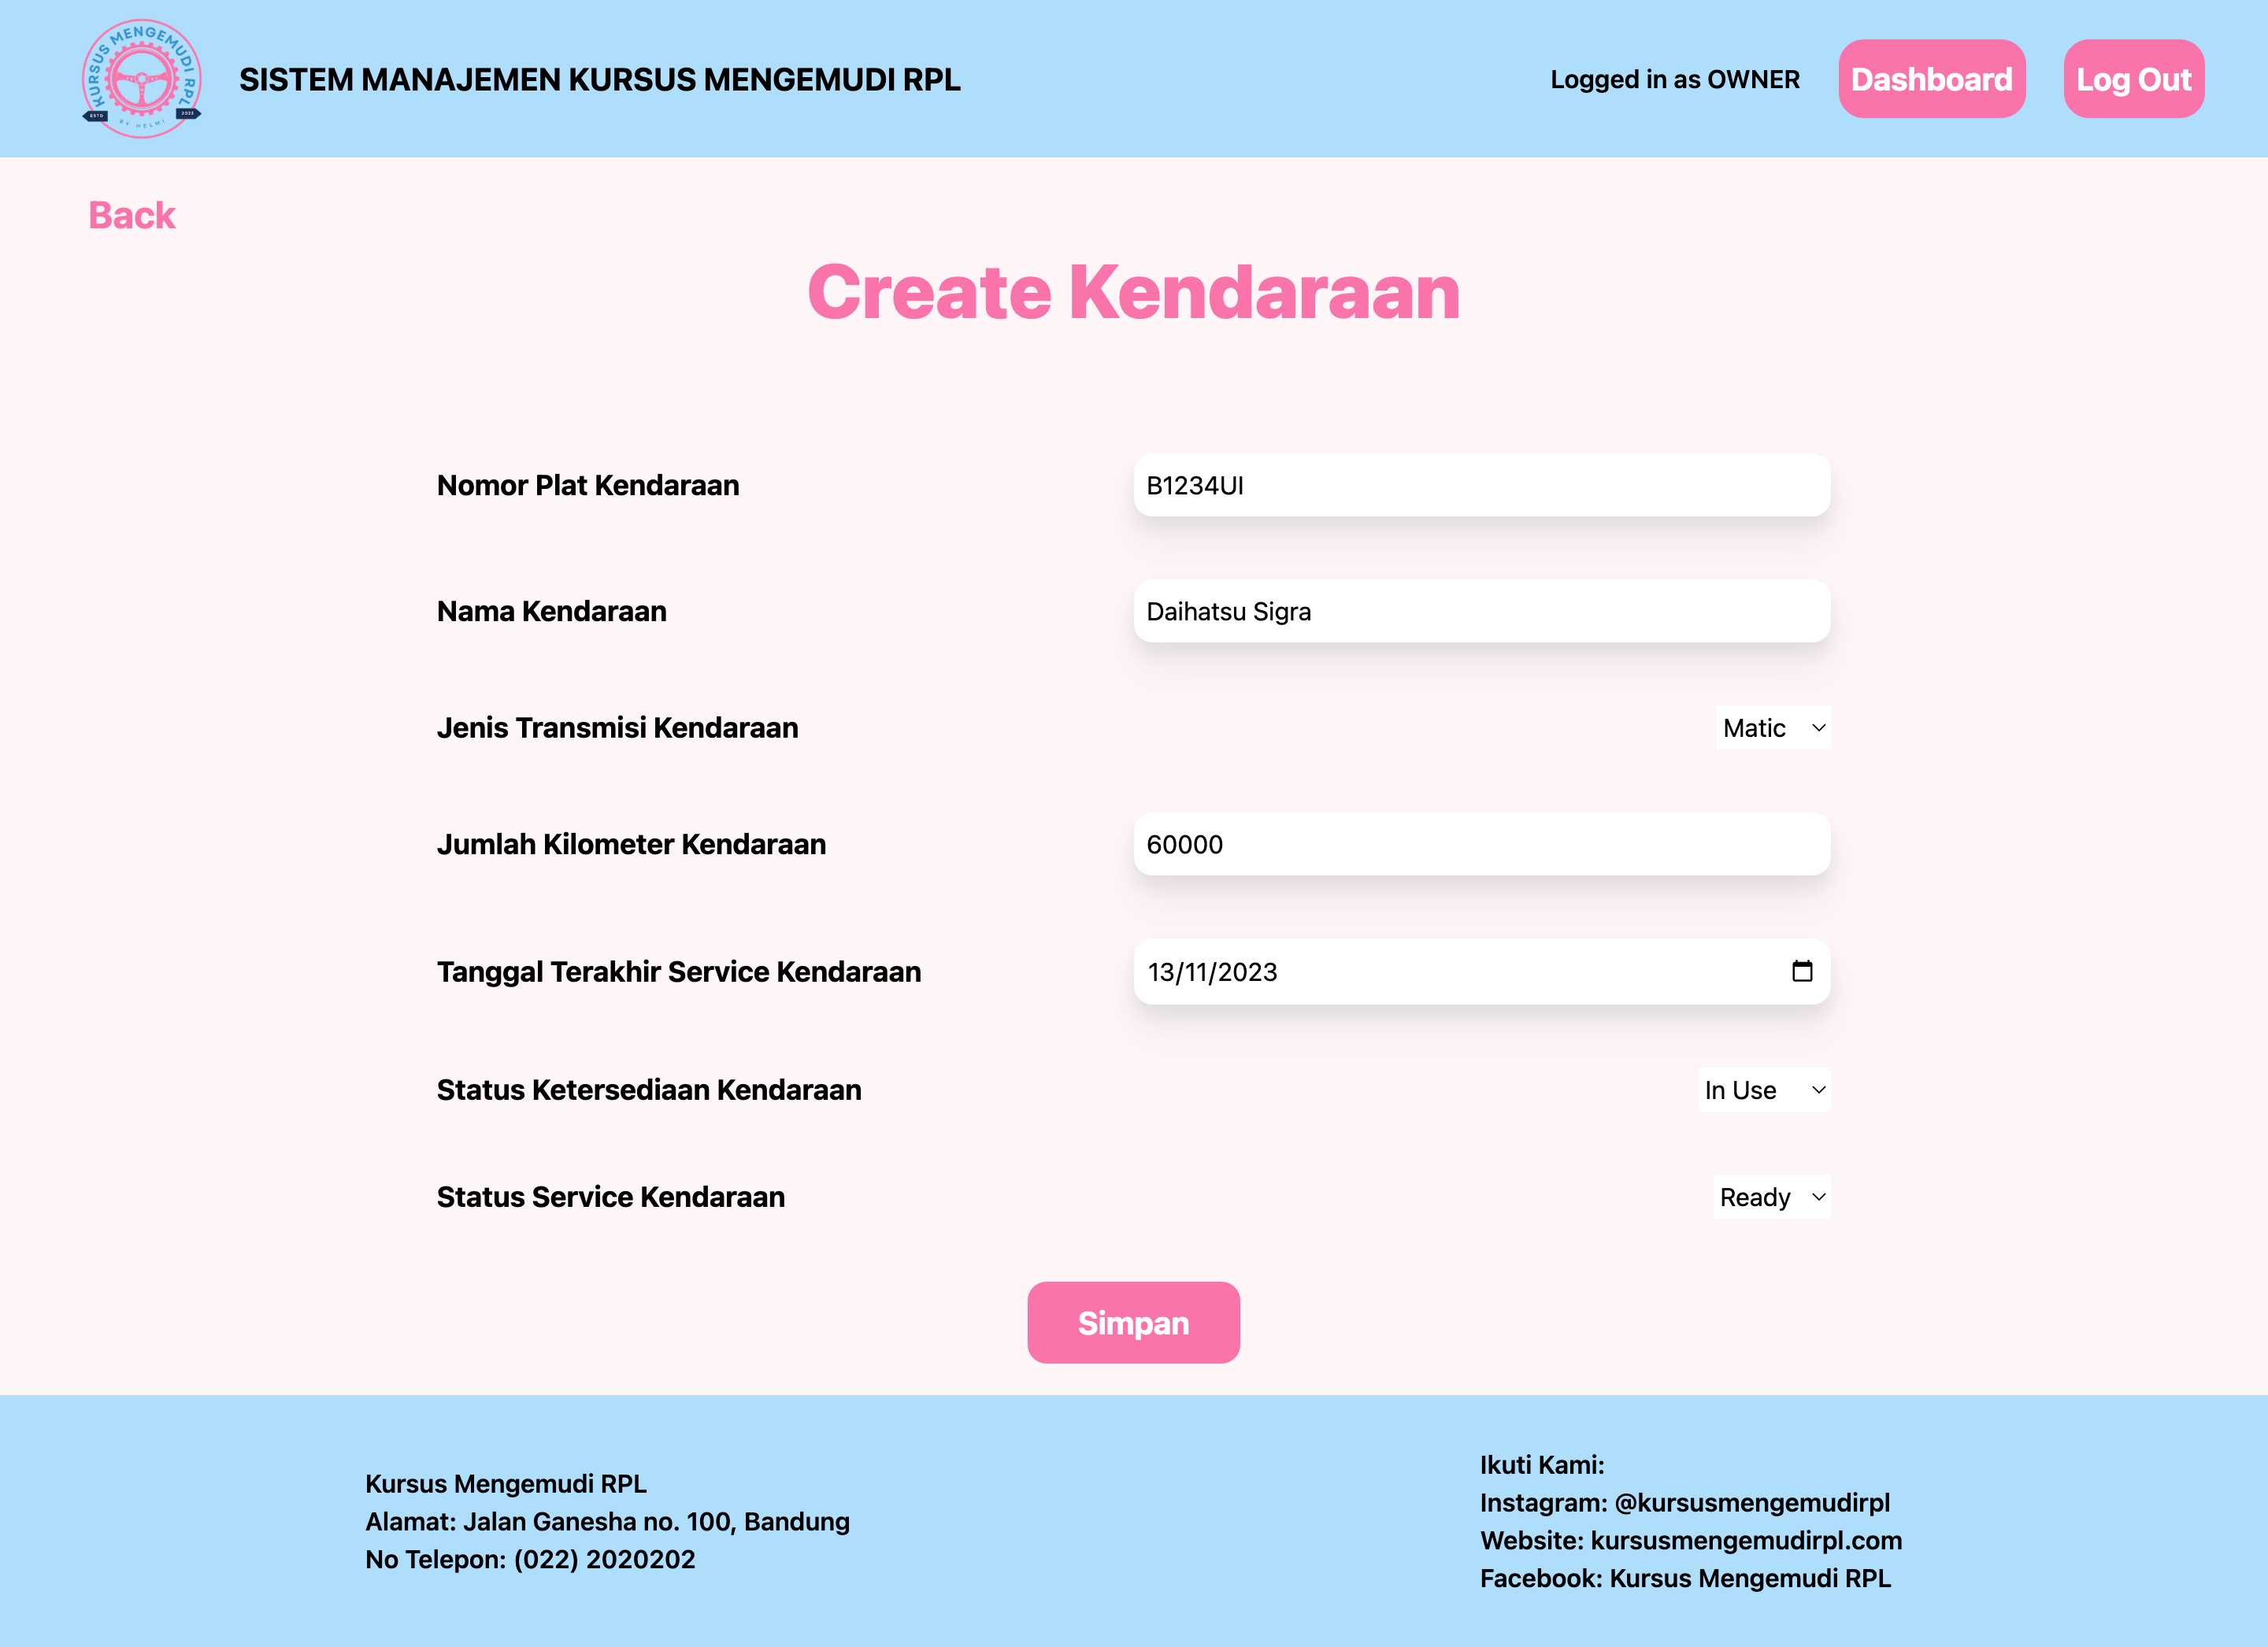 KURSUS MENGEMUDI RPL
ESTD
2023
BY HELMI
SISTEM MANAJEMEN KURSUS MENGEMUDI RPL
Logged in as OWNER
Dashboard
Log Out
Back
Create Kendaraan
Nomor Plat Kendaraan
B1234UI
Nama Kendaraan
Daihatsu Sigra
Jenis Transmisi Kendaraan
Matic
Jumlah Kilometer Kendaraan
60000
Tanggal Terakhir Service Kendaraan
13/11/2023
Status Ketersediaan Kendaraan
In Use
Status Service Kendaraan
Ready
Simpan
Kursus Mengemudi RPL
Alamat: Jalan Ganesha no. 100, Bandung
No Telepon: (022) 2020202
Ikuti Kami:
Instagram: @kursusmengemudirpl
Website: kursusmengemudirpl.com
Facebook: Kursus Mengemudi RPL